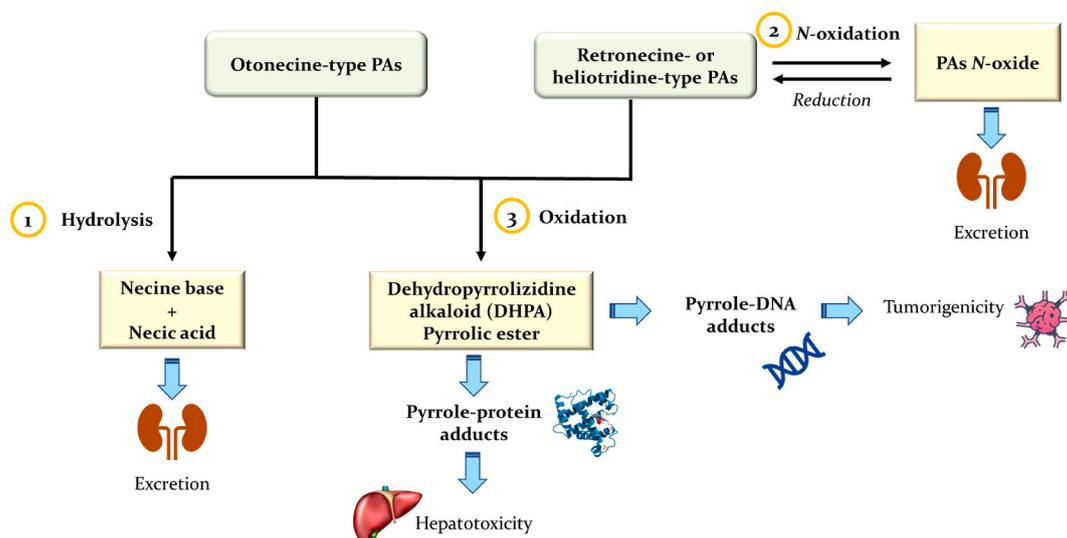 Otonecine-type PAs
Retronecine- or
heliotridine-type PAs
2 N-oxidation
Reduction
PAs N-oxide
Excretion
1 Hydrolysis
3 Oxidation
Necine base
+
Necic acid
Excretion
Dehydropyrrolizidine
alkaloid (DHPA)
Pyrrolic ester
Pyrrole-DNA
adducts
Tumorigenicity
Pyrrole-protein
adducts
Hepatotoxicity